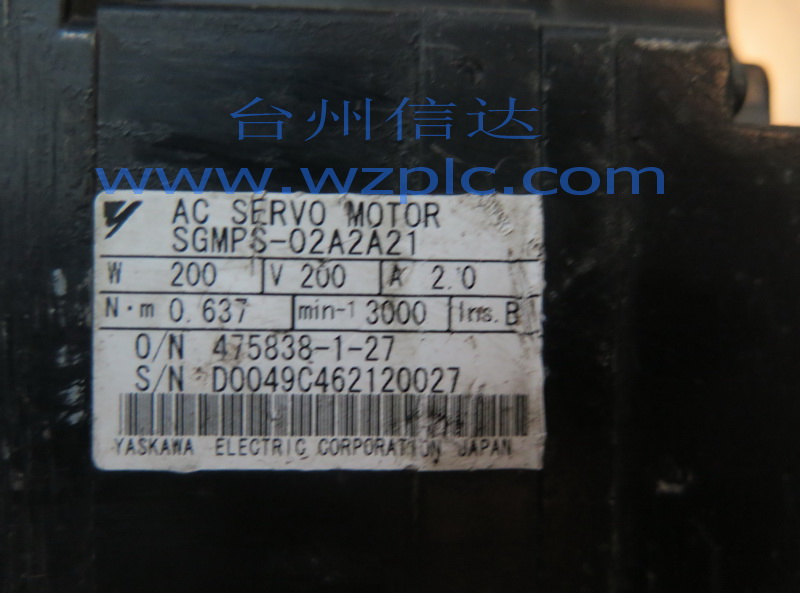 台州信达
www.wzplc.com
AC SERVO MOTOR
SGMPS-02A2A21
W 200 V 200 A 2.0
N·m 0.637 min-1 3000 Ins. B
O/N 475838-1-27
S/N D0049C462120027
YASKAWA ELECTRIC CORPORATION JAPAN